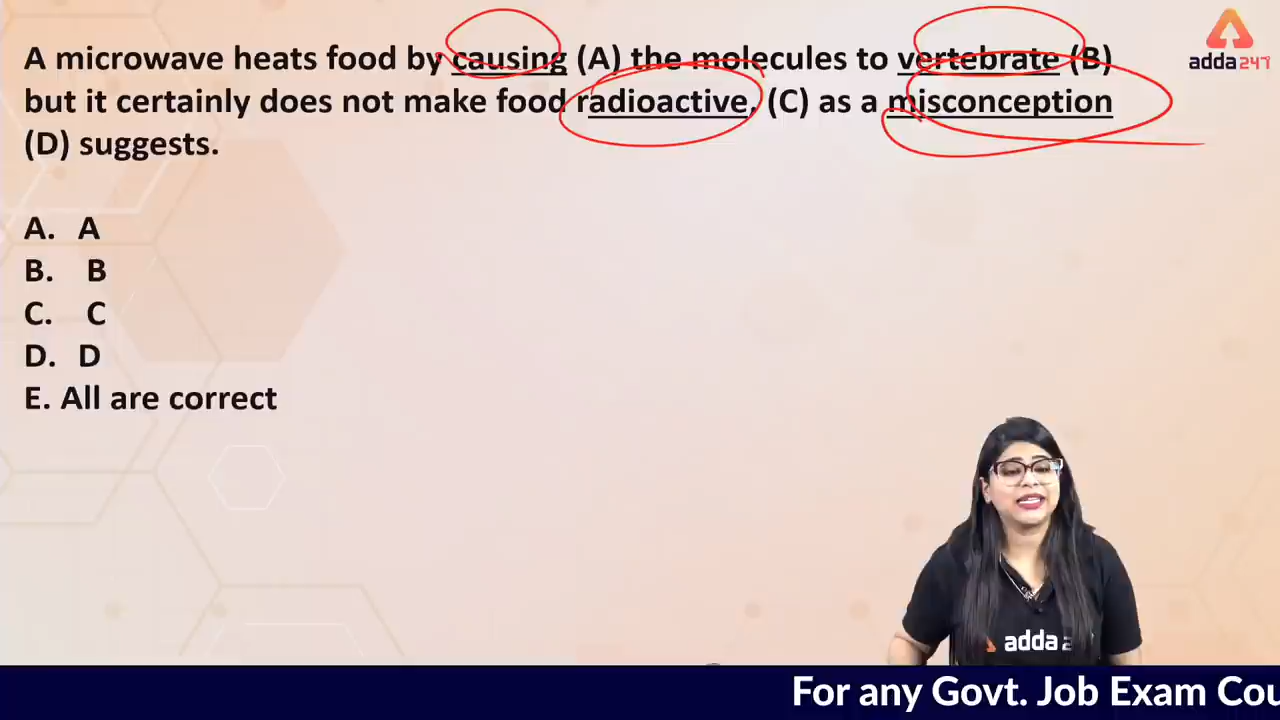 A microwave heats food by causing (A) the molecules to vertebrate (B)
but it certainly does not make food radioactive, (C) as a misconception
(D) suggests.
A. A
B. B
C. C
D. D
E. All are correct
adda247
adda 2
For any Govt. Job Exam Cou